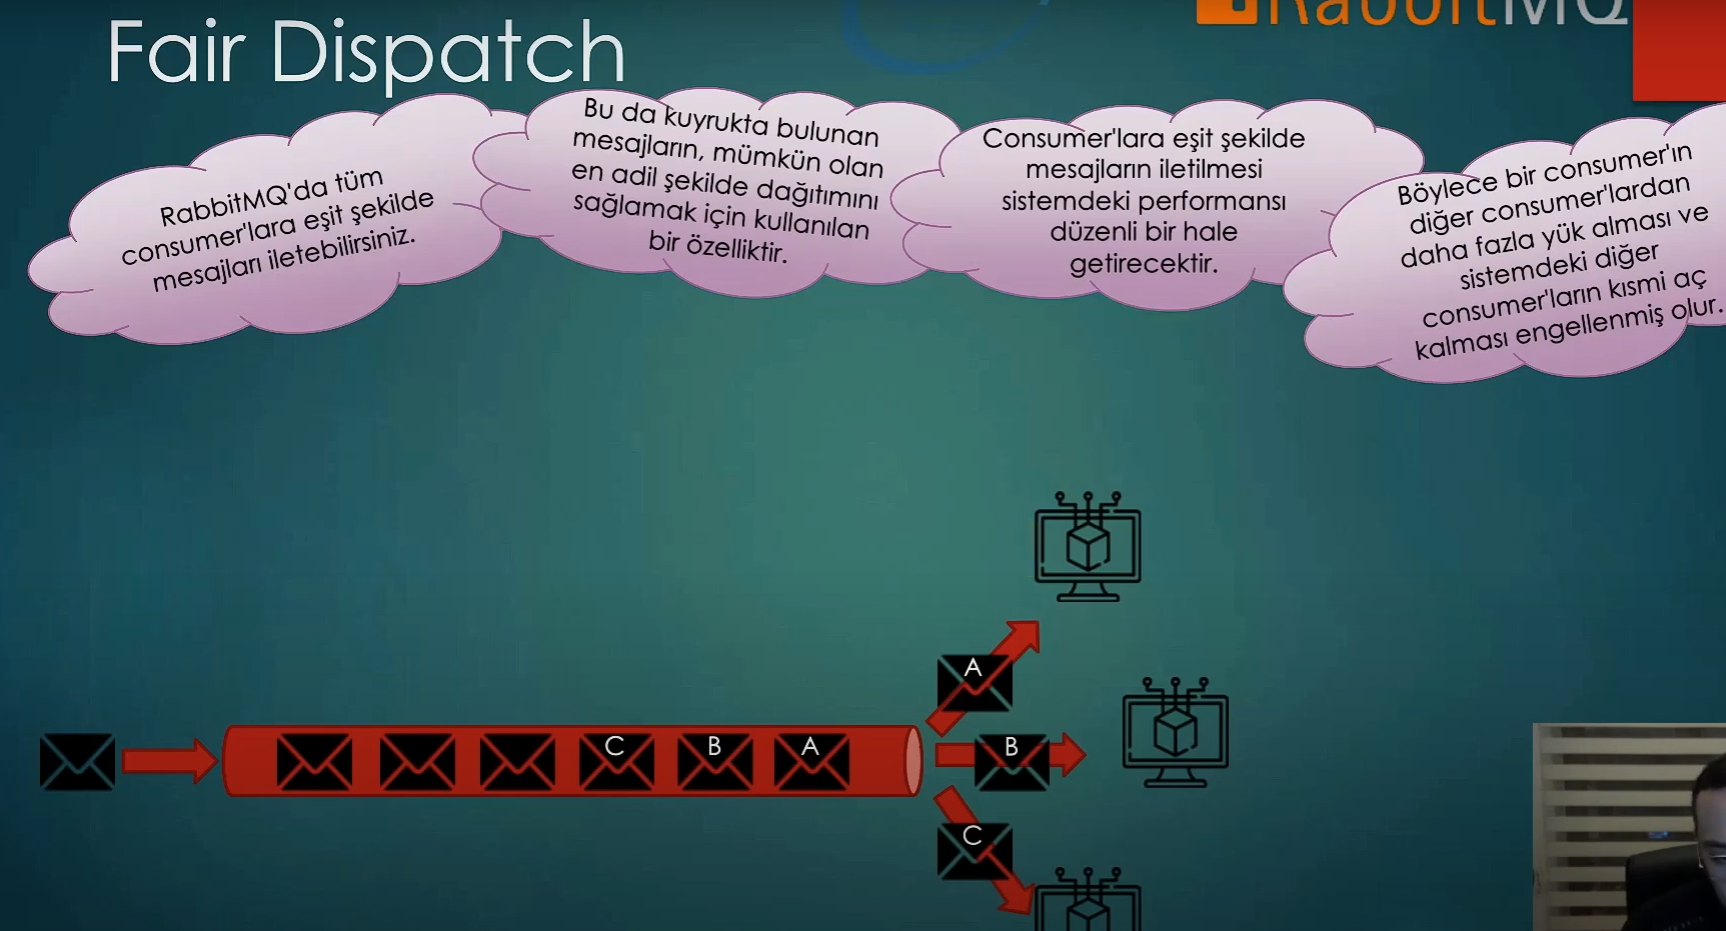 Fair Dispatch
RabbitMQ
RabbitMQ'da tüm
consumer'lara eşit şekilde
mesajları iletebilirsiniz.
Bu da kuyrukta bulunan
mesajların, mümkün olan
en adil şekilde dağıtımını
sağlamak için kullanılan
bir özelliktir.
Consumer'lara eşit şekilde
mesajların iletilmesi
sistemdeki performansı
düzenli bir hale
getirecektir.
Böylece bir consumer'ın
diğer consumer'lardan
daha fazla yük alması ve
sistemdeki diğer
consumer'ların kısmi aç
kalması engellenmiş olur.
A
C B A
B
C